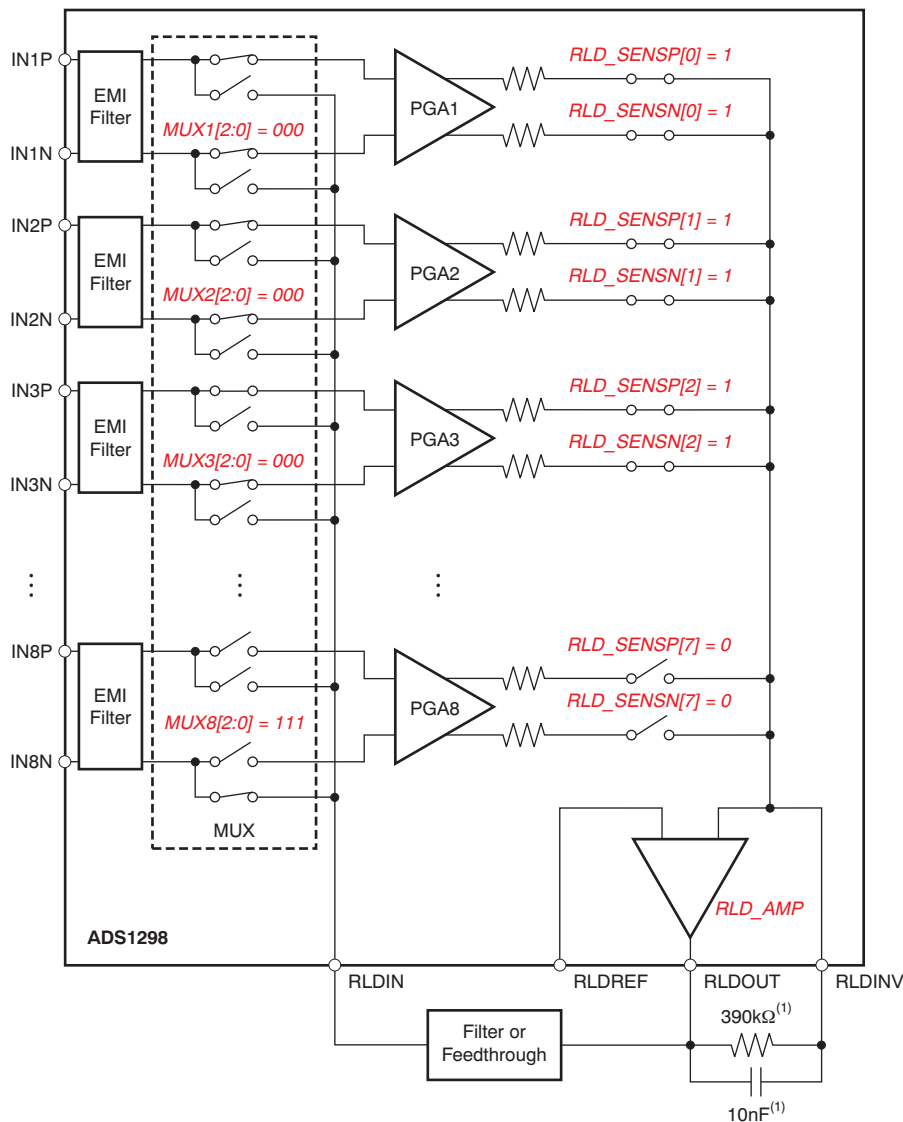 IN1P
EMI
Filter
RLD_SENSP[0] = 1
PGA1
MUX1[2:0] = 000
RLD_SENSN[0] = 1
IN1N
IN2P
EMI
Filter
RLD_SENSP[1] = 1
PGA2
MUX2[2:0] = 000
RLD_SENSN[1] = 1
IN2N
IN3P
EMI
Filter
RLD_SENSP[2] = 1
PGA3
MUX3[2:0] = 000
RLD_SENSN[2] = 1
IN3N
IN8P
EMI
Filter
RLD_SENSP[7] = 0
PGA8
MUX8[2:0] = 111
RLD_SENSN[7] = 0
IN8N
MUX
RLD_AMP
ADS1298
RLDIN
RLDREF
RLDOUT
RLDINV
Filter or
Feedthrough
390kΩ(1)
10nF(1)